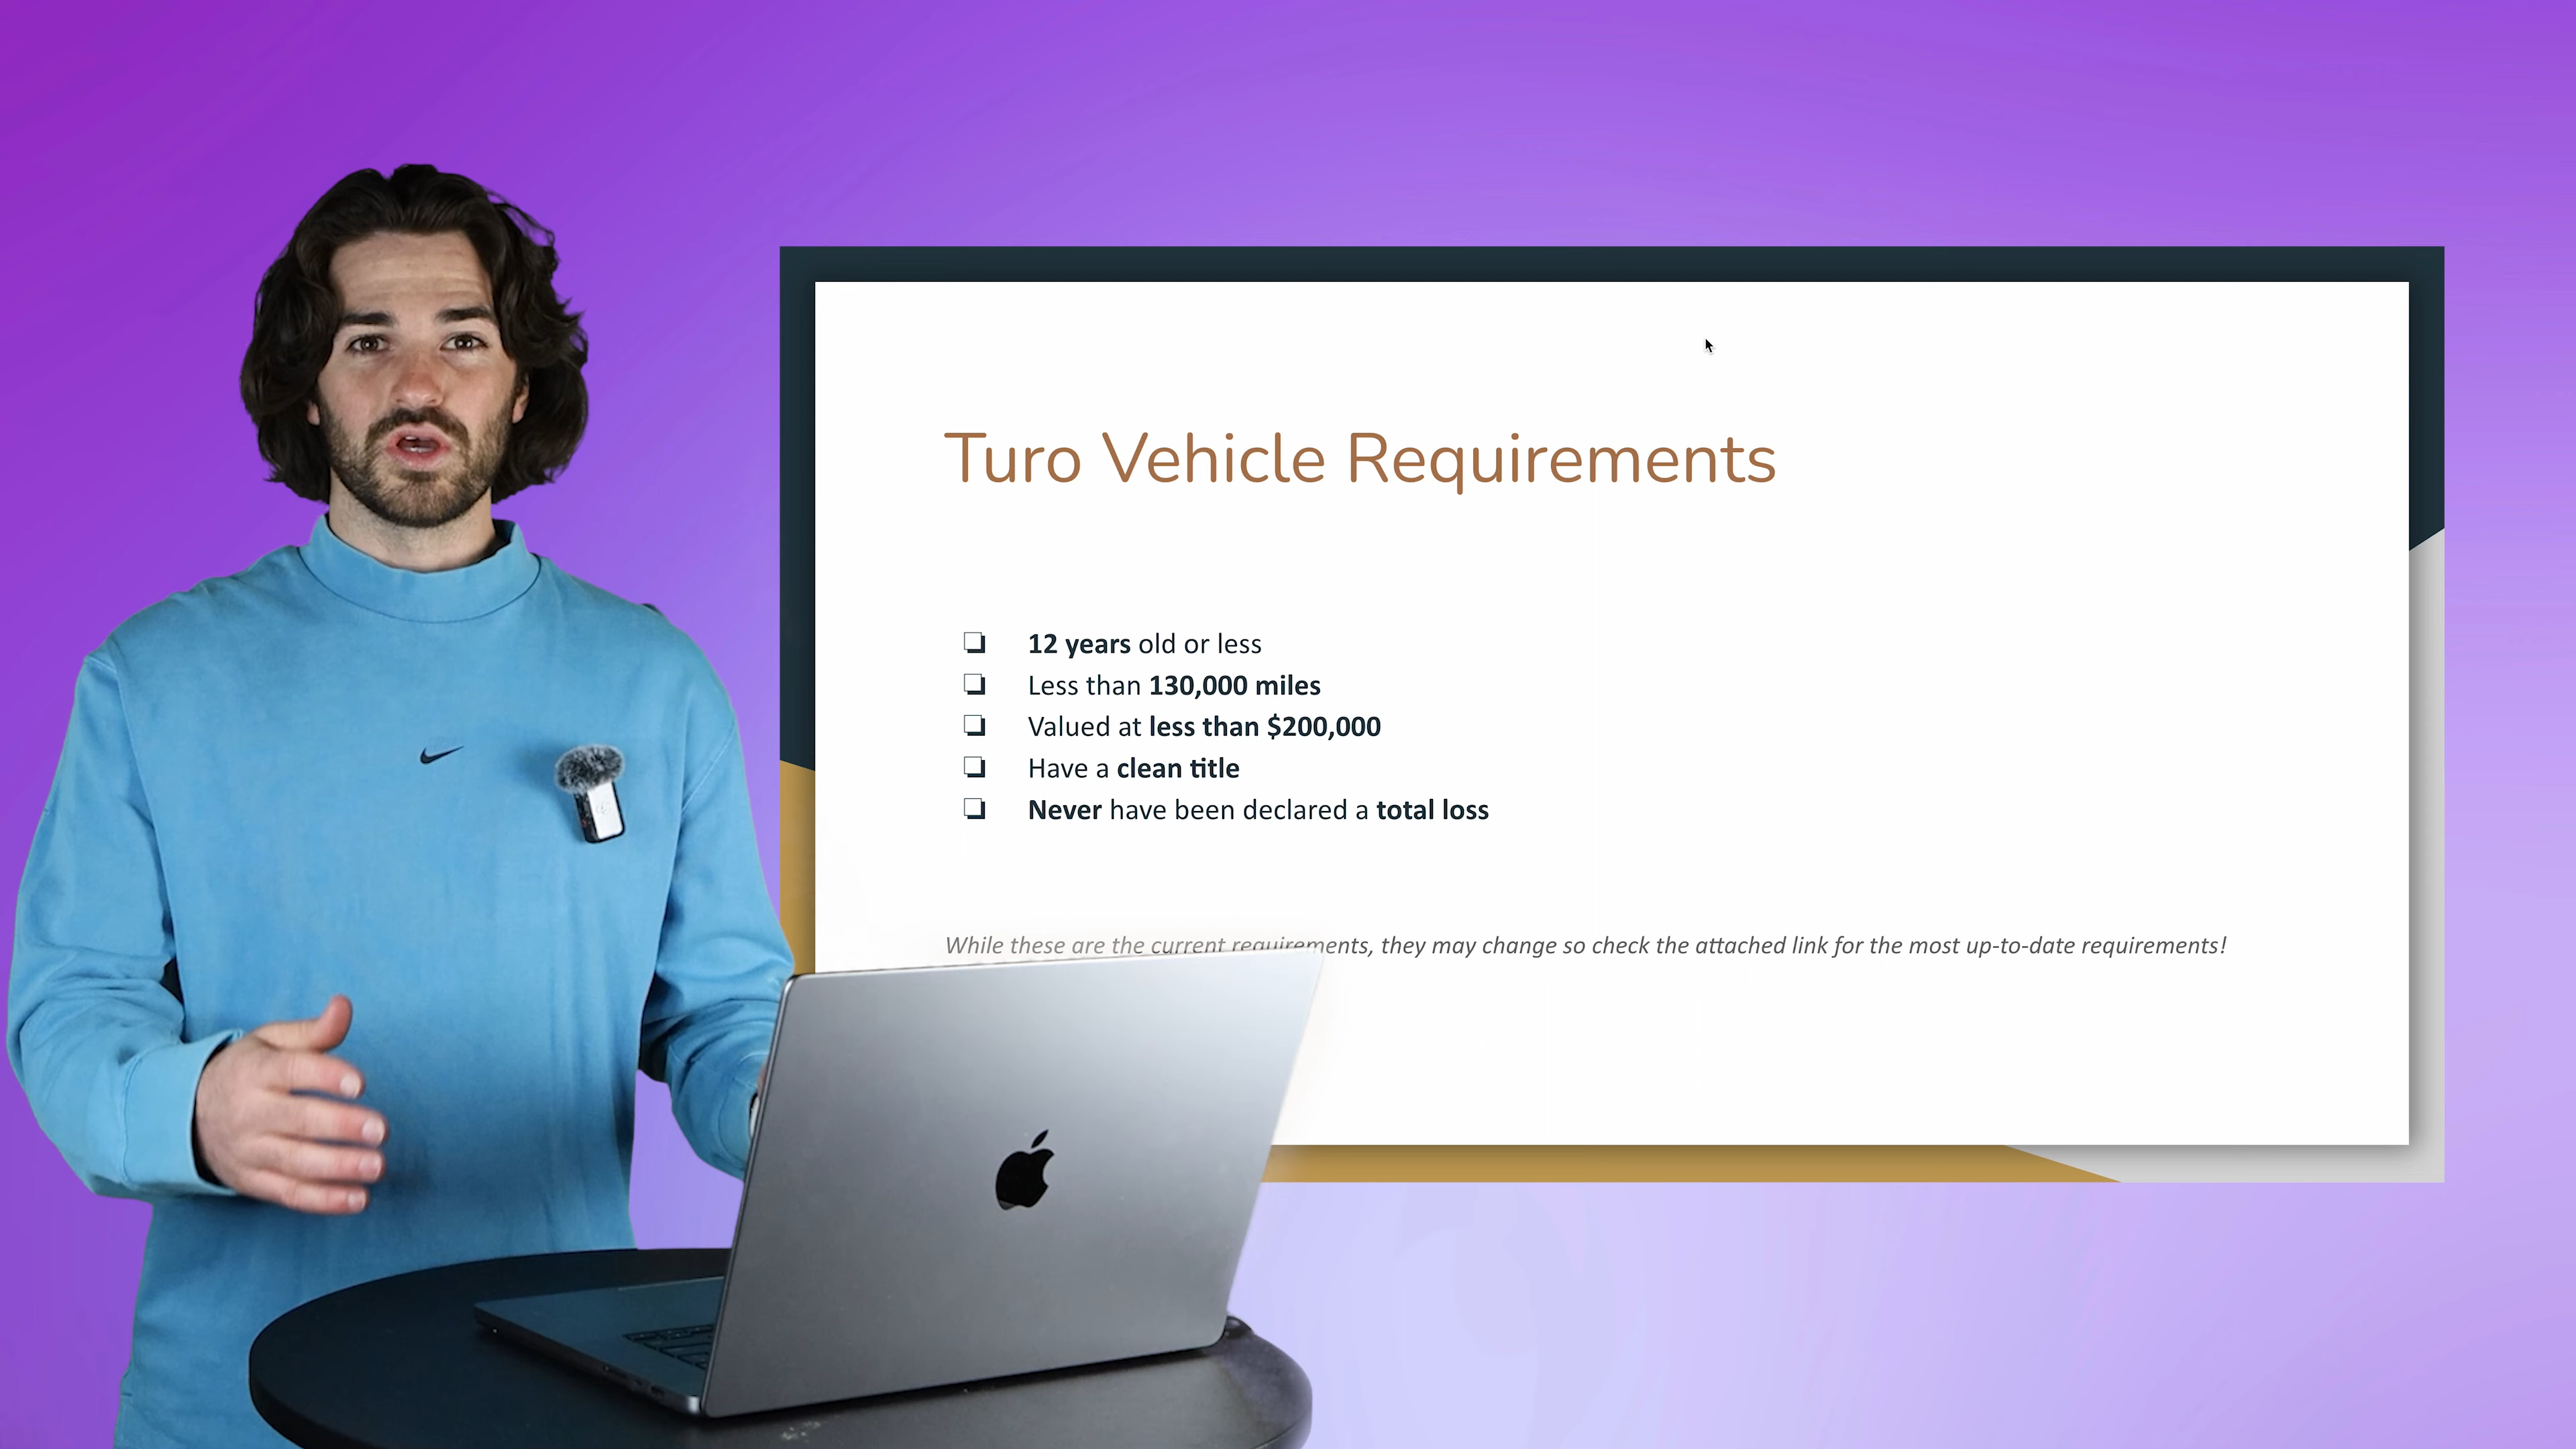 Turo Vehicle Requirements
12 years old or less
Less than 130,000 miles
Valued at less than $200,000
Have a clean title
Never have been declared a total loss
While these are the current requirements, they may change so check the attached link for the most up-to-date requirements!